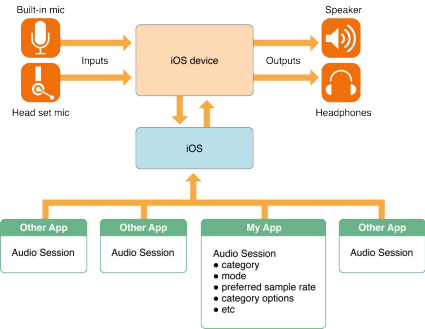 Built-in mic
Speaker
Inputs
iOS device
Outputs
Head set mic
Headphones
iOS
Other App
Audio Session
Other App
Audio Session
My App
Audio Session
● category
● mode
● preferred sample rate
● category options
● etc
Other App
Audio Session